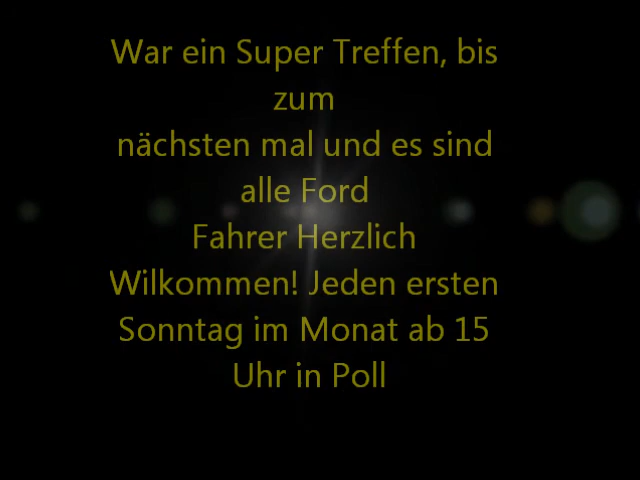 War ein Super Treffen, bis
zum
nächsten mal und es sind
alle Ford
Fahrer Herzlich
Wilkommen! Jeden ersten
Sonntag im Monat ab 15
Uhr in Poll